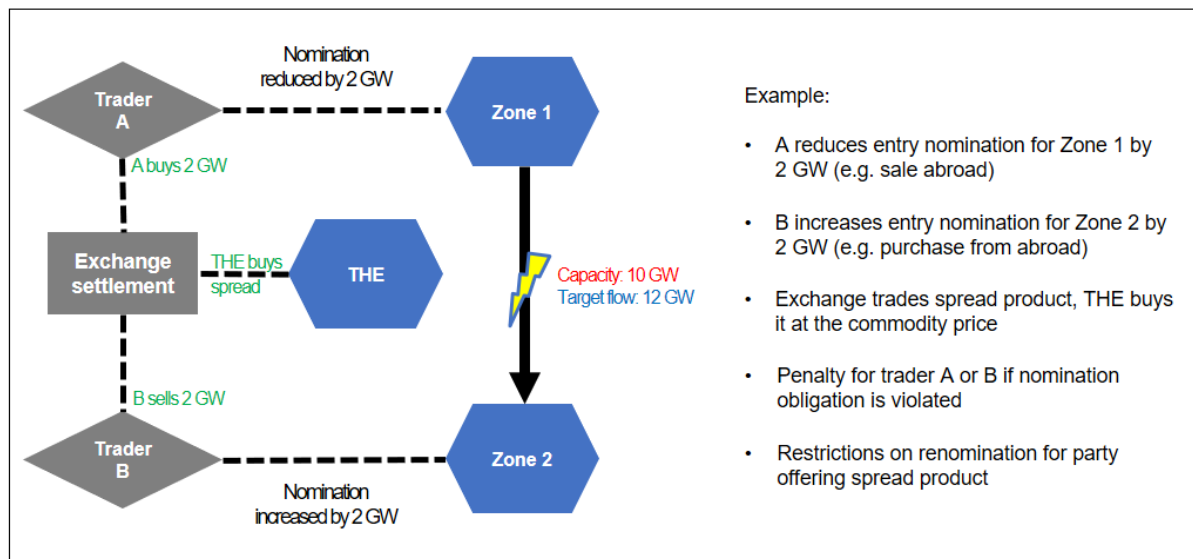 Nomination
reduced by 2 GW
Trader
A
Zone 1
A buys 2 GW
Exchange
settlement
THE buys
spread
THE
Capacity: 10 GW
Target flow: 12 GW
B sells 2 GW
Trader
B
Zone 2
Nomination
increased by 2 GW
Example:
• A reduces entry nomination for Zone 1 by
2 GW (e.g. sale abroad)
• B increases entry nomination for Zone 2 by
2 GW (e.g. purchase from abroad)
• Exchange trades spread product, THE buys
it at the commodity price
• Penalty for trader A or B if nomination
obligation is violated
• Restrictions on renomination for party
offering spread product